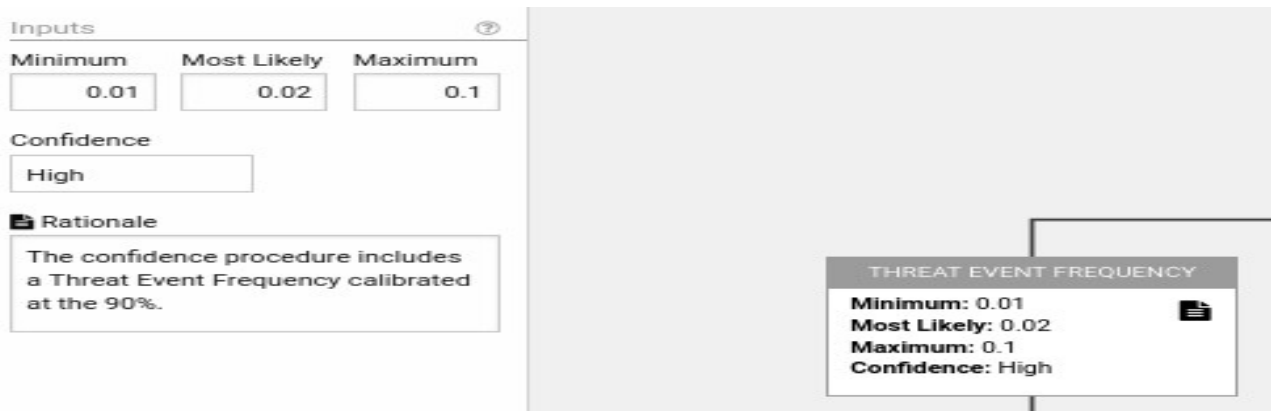 Inputs
Minimum Most Likely Maximum
0.01 0.02 0.1
Confidence
High
Rationale
The confidence procedure includes
a Threat Event Frequency calibrated
at the 90%.
THREAT EVENT FREQUENCY
Minimum: 0.01
Most Likely: 0.02
Maximum: 0.1
Confidence: High